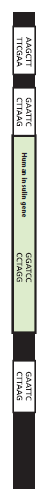 AAGCTT
TTCGAA
GAATTC
CTTAAG
Human insulin gene
GGATCC
CCTAGG
GAATTC
CTTAAG